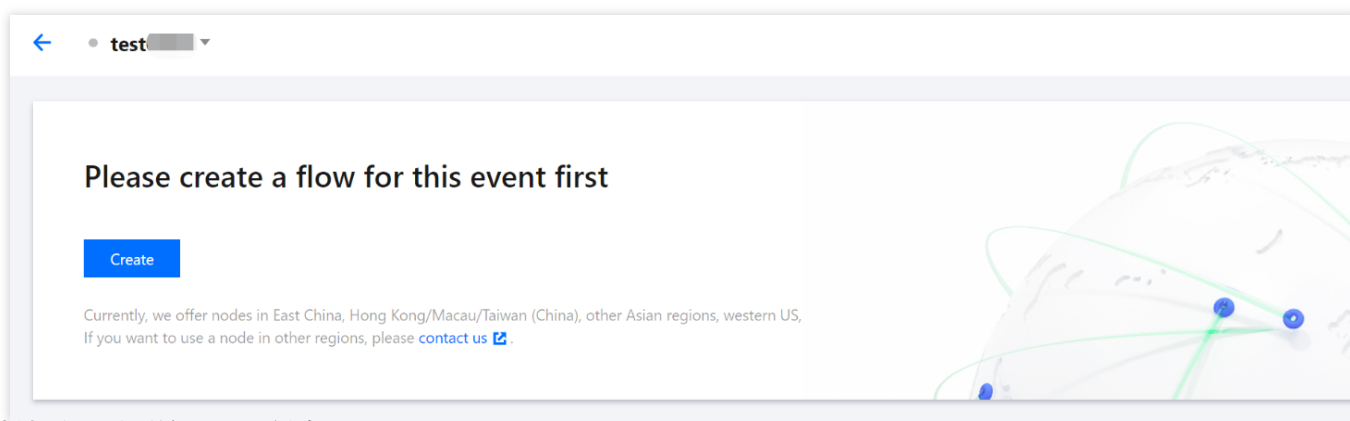 test
Please create a flow for this event first
Create
Currently, we offer nodes in East China, Hong Kong/Macau/Taiwan (China), other Asian regions, western US,
If you want to use a node in other regions, please contact us .